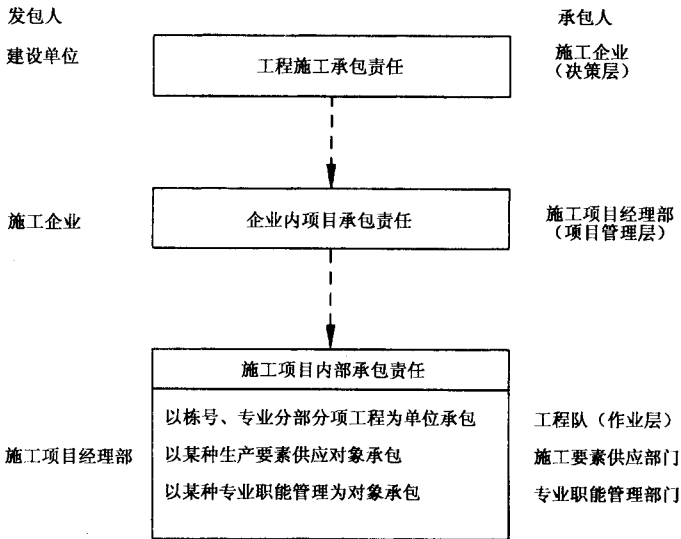 发包人
承包人
建设单位
工程施工承包责任
施工企业
（决策层）
施工企业
企业内项目承包责任
施工项目经理部
（项目管理层）
施工项目内部承包责任
以栋号、专业分部分项工程为单位承包
工程队（作业层）
施工项目经理部
以某种生产要素供应对象承包
施工要素供应部门
以某种专业职能管理为对象承包
专业职能管理部门